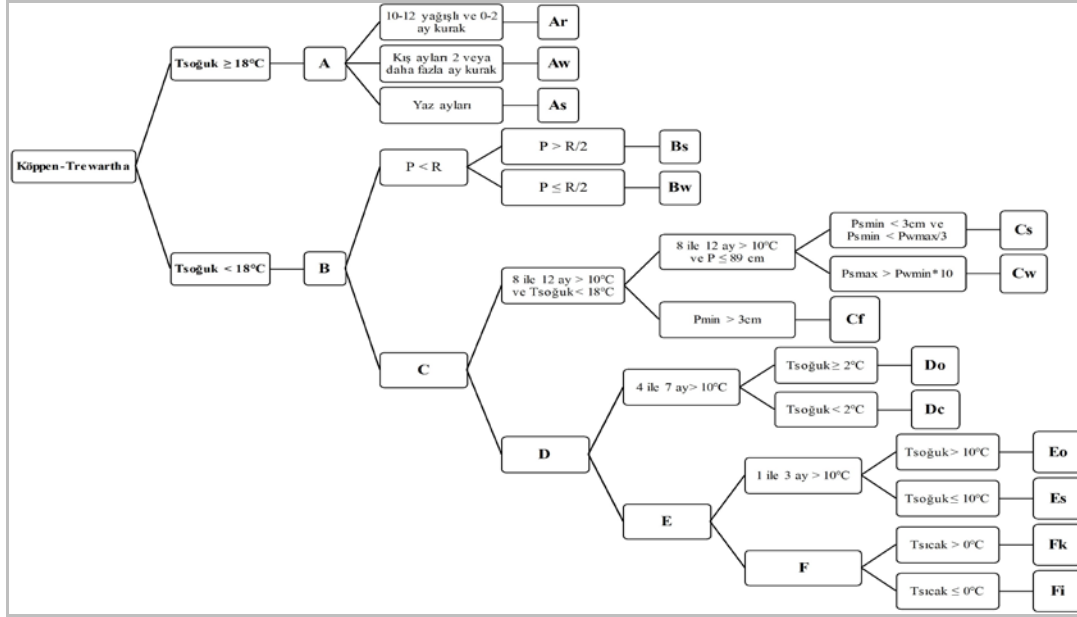 Köppen-Trewartha
Tsoğuk ≥ 18°C
A
10-12 yağışlı ve 0-2
ay kurak
Ar
Kış ayları 2 veya
daha fazla ay kurak
Aw
Yaz ayları
As
Tsoğuk < 18°C
B
P < R
P > R/2
Bs
P ≤ R/2
Bw
C
8 ile 12 ay > 10°C
ve Tsoğuk < 18°C
8 ile 12 ay > 10°C
ve P ≤ 89 cm
Psmin < 3cm ve
Psmin < Pwmax/3
Cs
Psmax > Pwmin*10
Cw
Pmin > 3cm
Cf
D
4 ile 7 ay> 10°C
Tsoğuk ≥ 2°C
Do
Tsoğuk < 2°C
Dc
E
1 ile 3 ay > 10°C
Tsoğuk > 10°C
Eo
Tsoğuk ≤ 10°C
Es
F
Tsıcak > 0°C
Fk
Tsıcak ≤ 0°C
Fi